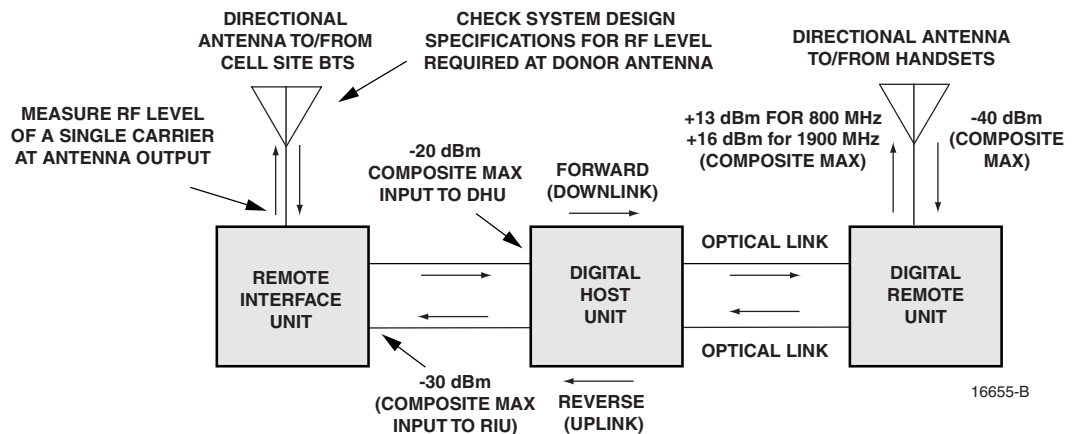 DIRECTIONAL
ANTENNA TO/FROM
CELL SITE BTS
CHECK SYSTEM DESIGN
SPECIFICATIONS FOR RF LEVEL
REQUIRED AT DONOR ANTENNA
DIRECTIONAL ANTENNA
TO/FROM HANDSETS
MEASURE RF LEVEL
OF A SINGLE CARRIER
AT ANTENNA OUTPUT
-20 dBm
COMPOSITE MAX
INPUT TO DHU
FORWARD
(DOWNLINK)
+13 dBm FOR 800 MHz
+16 dBm for 1900 MHz
(COMPOSITE MAX)
-40 dBm
(COMPOSITE
MAX)
REMOTE
INTERFACE
UNIT
DIGITAL
HOST
UNIT
OPTICAL LINK
OPTICAL LINK
DIGITAL
REMOTE
UNIT
-30 dBm
(COMPOSITE MAX
INPUT TO RIU)
REVERSE
(UPLINK)
16655-B